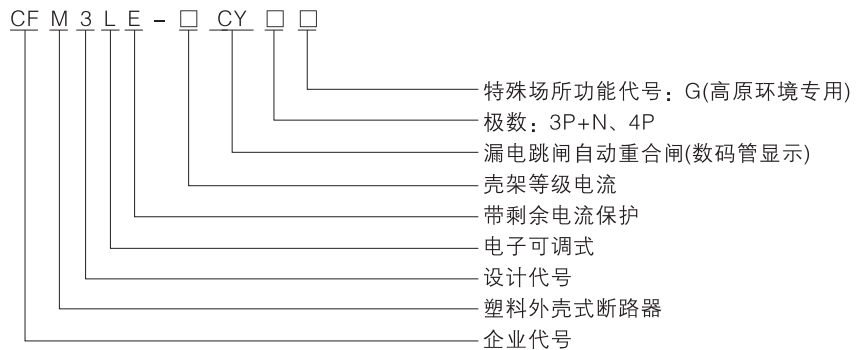 CF M 3 L E - □ CY □ □
特殊场所功能代号：G(高原环境专用)
极数：3P+N、4P
漏电跳闸自动重合闸(数码管显示)
壳架等级电流
带剩余电流保护
电子可调式
设计代号
塑料外壳式断路器
企业代号